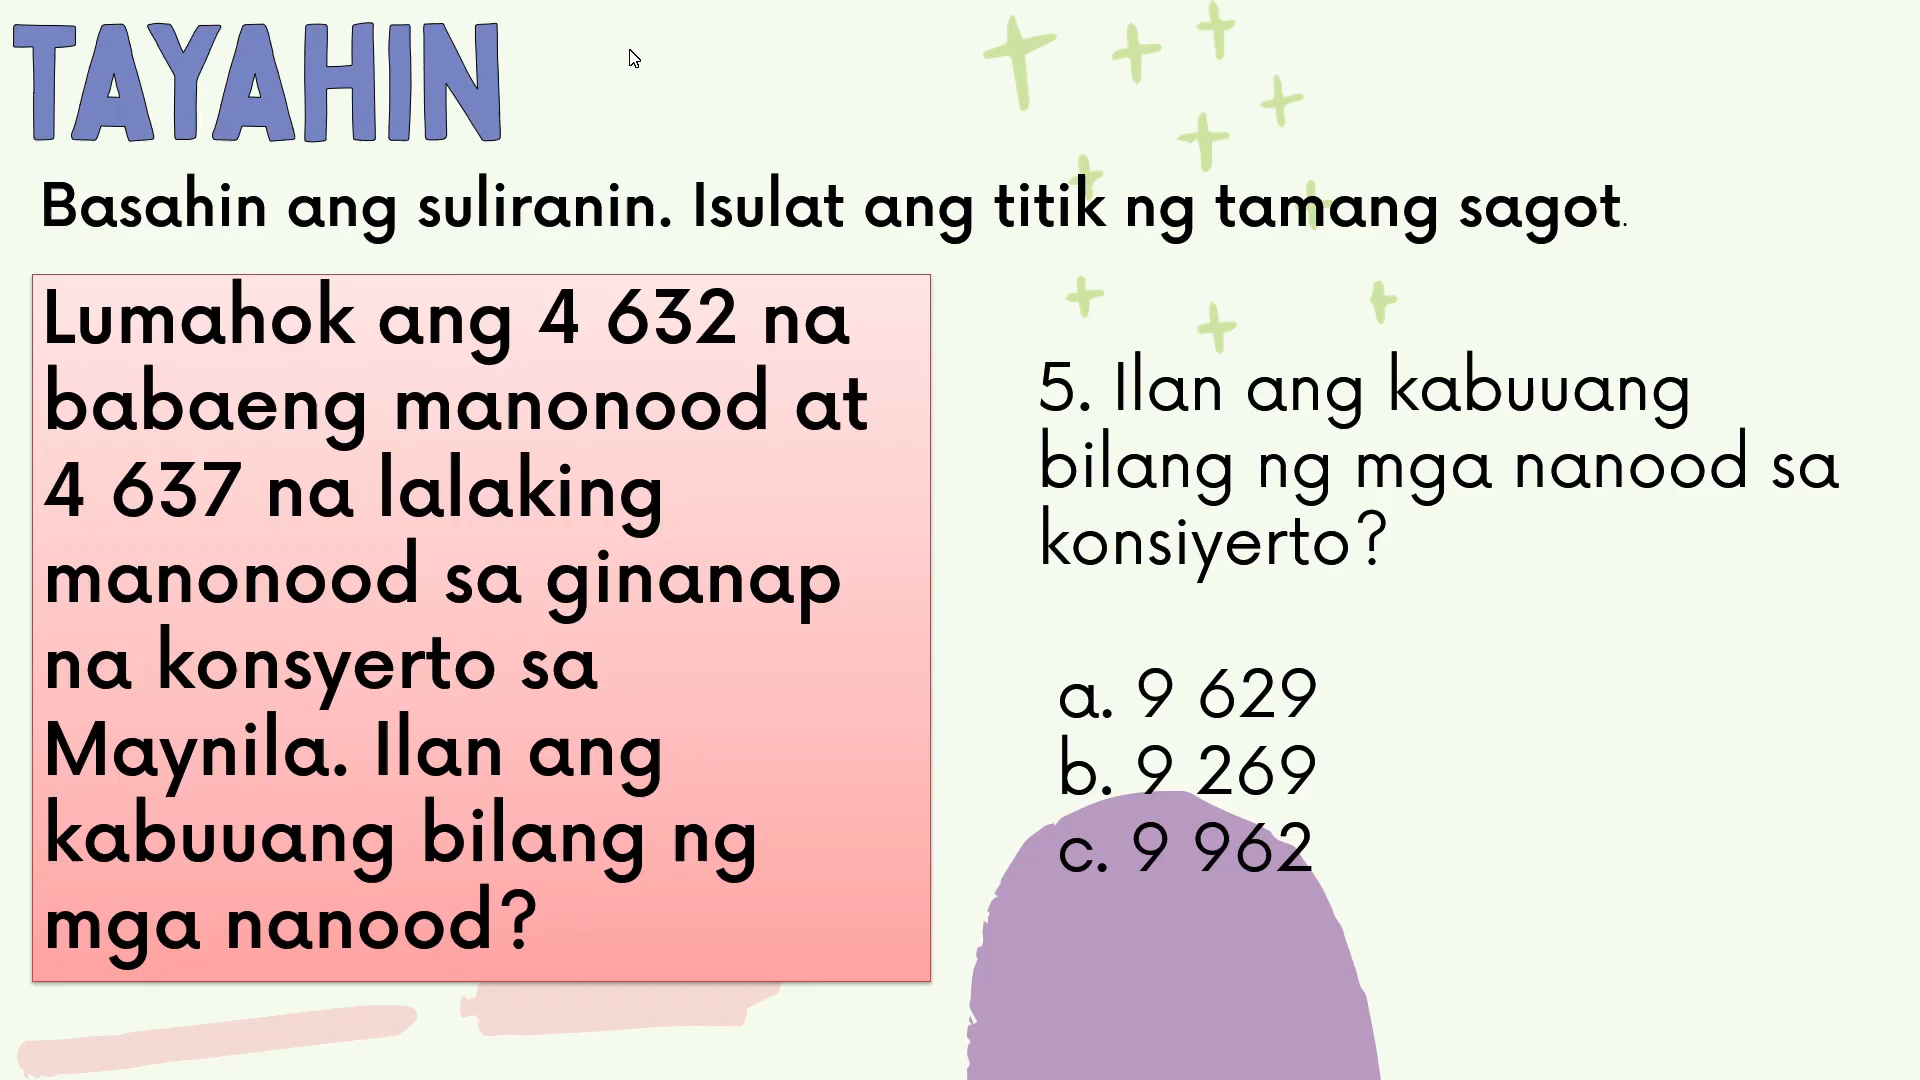 TAYAHIN
Basahin ang suliranin. Isulat ang titik ng tamang sagot.
Lumahok ang 4 632 na
babaeng manonood at
4 637 na lalaking
manonood sa ginanap
na konsyerto sa
Maynila. Ilan ang
kabuuang bilang ng
mga nanood?
5. Ilan ang kabuuang
bilang ng mga nanood sa
konsiyerto?
a. 9 629
b. 9 269
c. 9 962